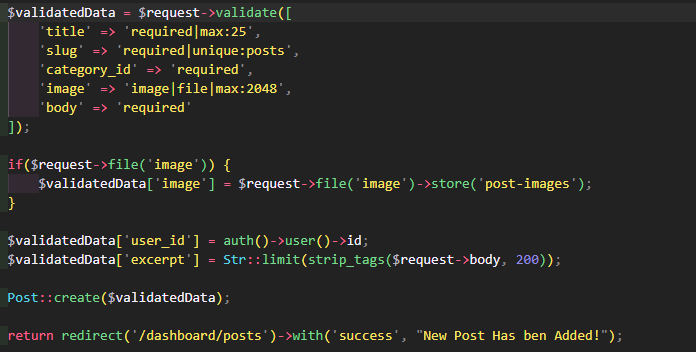 $validatedData = $request->validate([
'title' => 'required|max:25',
'slug' => 'required|unique:posts',
'category_id' => 'required',
'image' => 'image|file|max:2048',
'body' => 'required'
]);
if($request->file('image')) {
$validatedData['image'] = $request->file('image')->store('post-images');
}
$validatedData['user_id'] = auth()->user()->id;
$validatedData['excerpt'] = Str::limit(strip_tags($request->body, 200));
Post::create($validatedData);
return redirect('/dashboard/posts')->with('success', "New Post Has ben Added!");